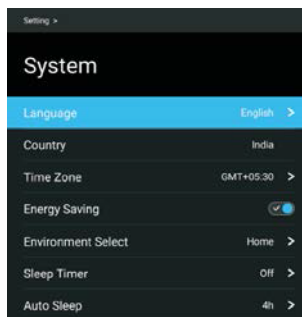 Setting >
System
Language English >
Country India
Time Zone GMT+05:30 >
Energy Saving
Environment Select Home >
Sleep Timer Off >
Auto Sleep 4h >